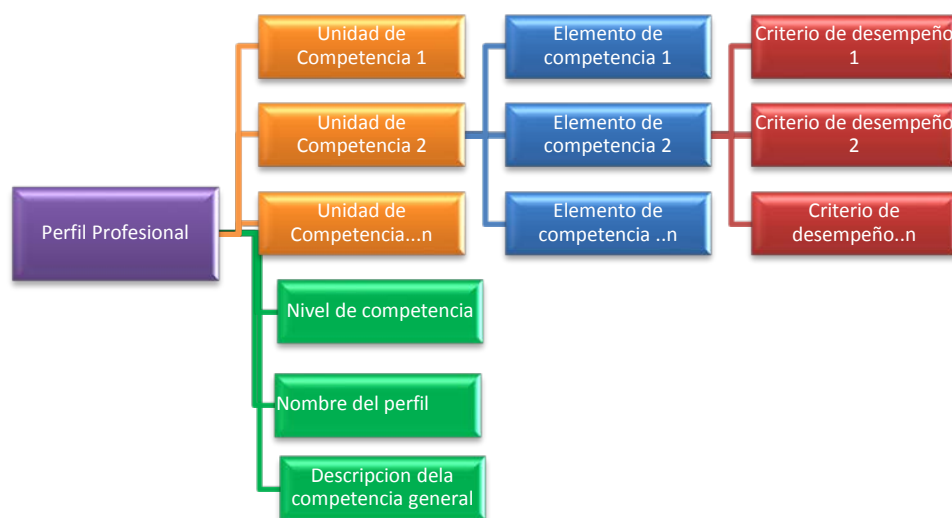 Perfil Profesional
Unidad de
Competencia 1
Unidad de
Competencia 2
Unidad de
Competencia...n
Nivel de competencia
Nombre del perfil
Descripcion dela
competencia general
Elemento de
competencia 1
Elemento de
competencia 2
Elemento de
competencia ..n
Criterio de desempeño
1
Criterio de desempeño
2
Criterio de
desempeño..n